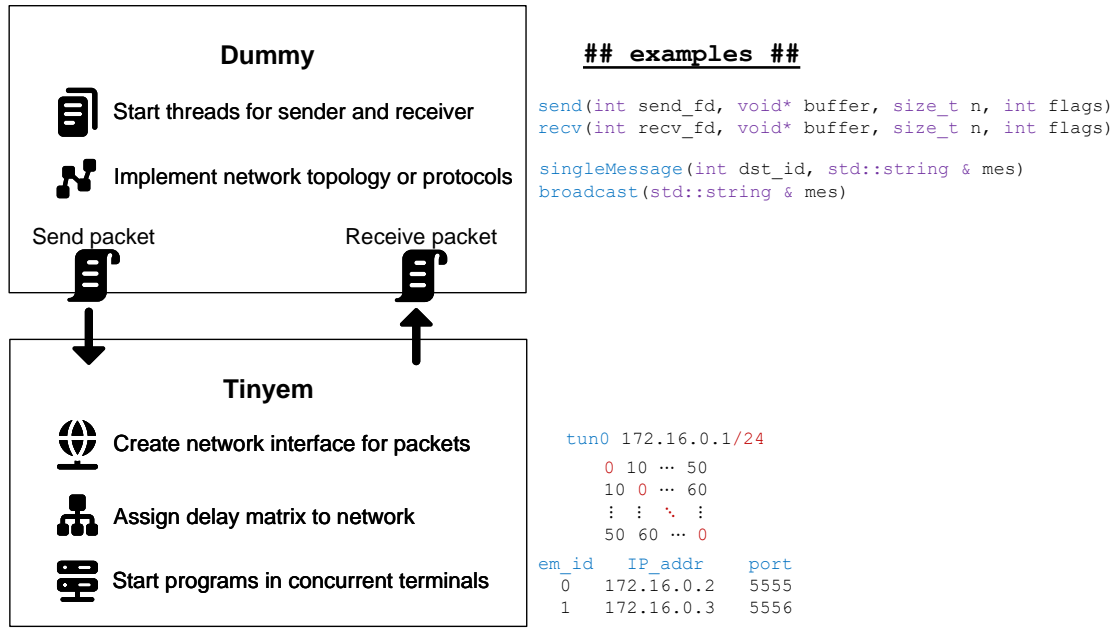 Dummy
## examples ##
Start threads for sender and receiver
send(int send_fd, void* buffer, size_t n, int flags)
recv(int recv_fd, void* buffer, size_t n, int flags)
Implement network topology or protocols
singleMessage(int dst_id, std::string & mes)
broadcast(std::string & mes)
Send packet
Receive packet
Tinyem
Create network interface for packets
tun0 172.16.0.1/24
0 10 ⋯ 50
10 0 ⋯ 60
⋮ ⋮ ⋱ ⋮
50 60 ⋯ 0
Assign delay matrix to network
Start programs in concurrent terminals
em_id IP_addr port
0 172.16.0.2 5555
1 172.16.0.3 5556